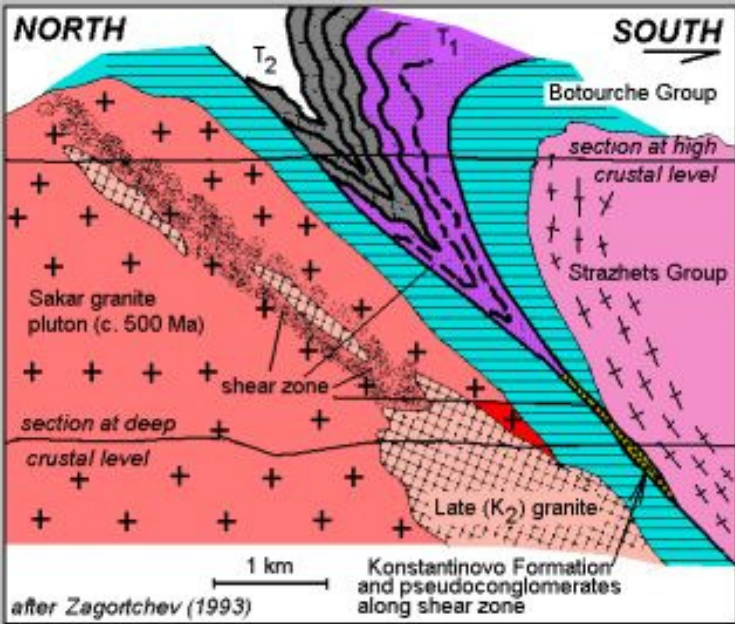 NORTH
SOUTH
T2
T1
Botourche Group
section at high
crustal level
Strazhets Group
Sakar granite
pluton (c. 500 Ma)
shear zone
section at deep
crustal level
Late (K2) granite
1 km
Konstantinovo Formation
and pseudoconglomerates
along shear zone
after Zagortchev (1993)